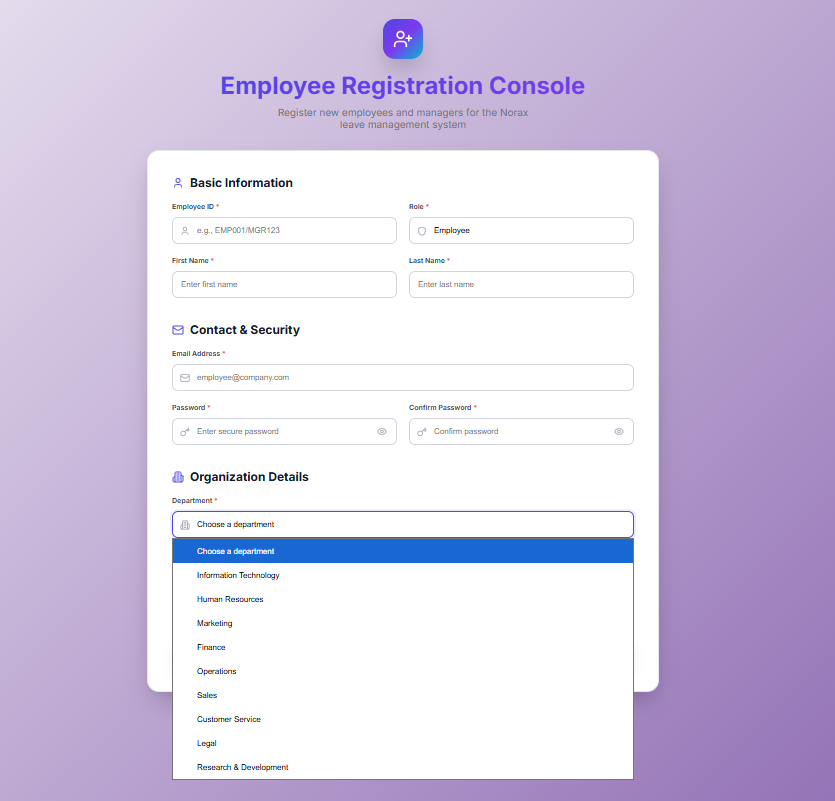 Employee Registration Console
Register new employees and managers for the Norax
leave management system
Basic Information
Employee ID *
Role *
e.g., EMP001/MGR123
Employee
First Name *
Last Name *
Enter first name
Enter last name
Contact & Security
Email Address *
employee@company.com
Password *
Confirm Password *
Enter secure password
Confirm password
Organization Details
Department *
Choose a department
Choose a department
Information Technology
Human Resources
Marketing
Finance
Operations
Sales
Customer Service
Legal
Research & Development